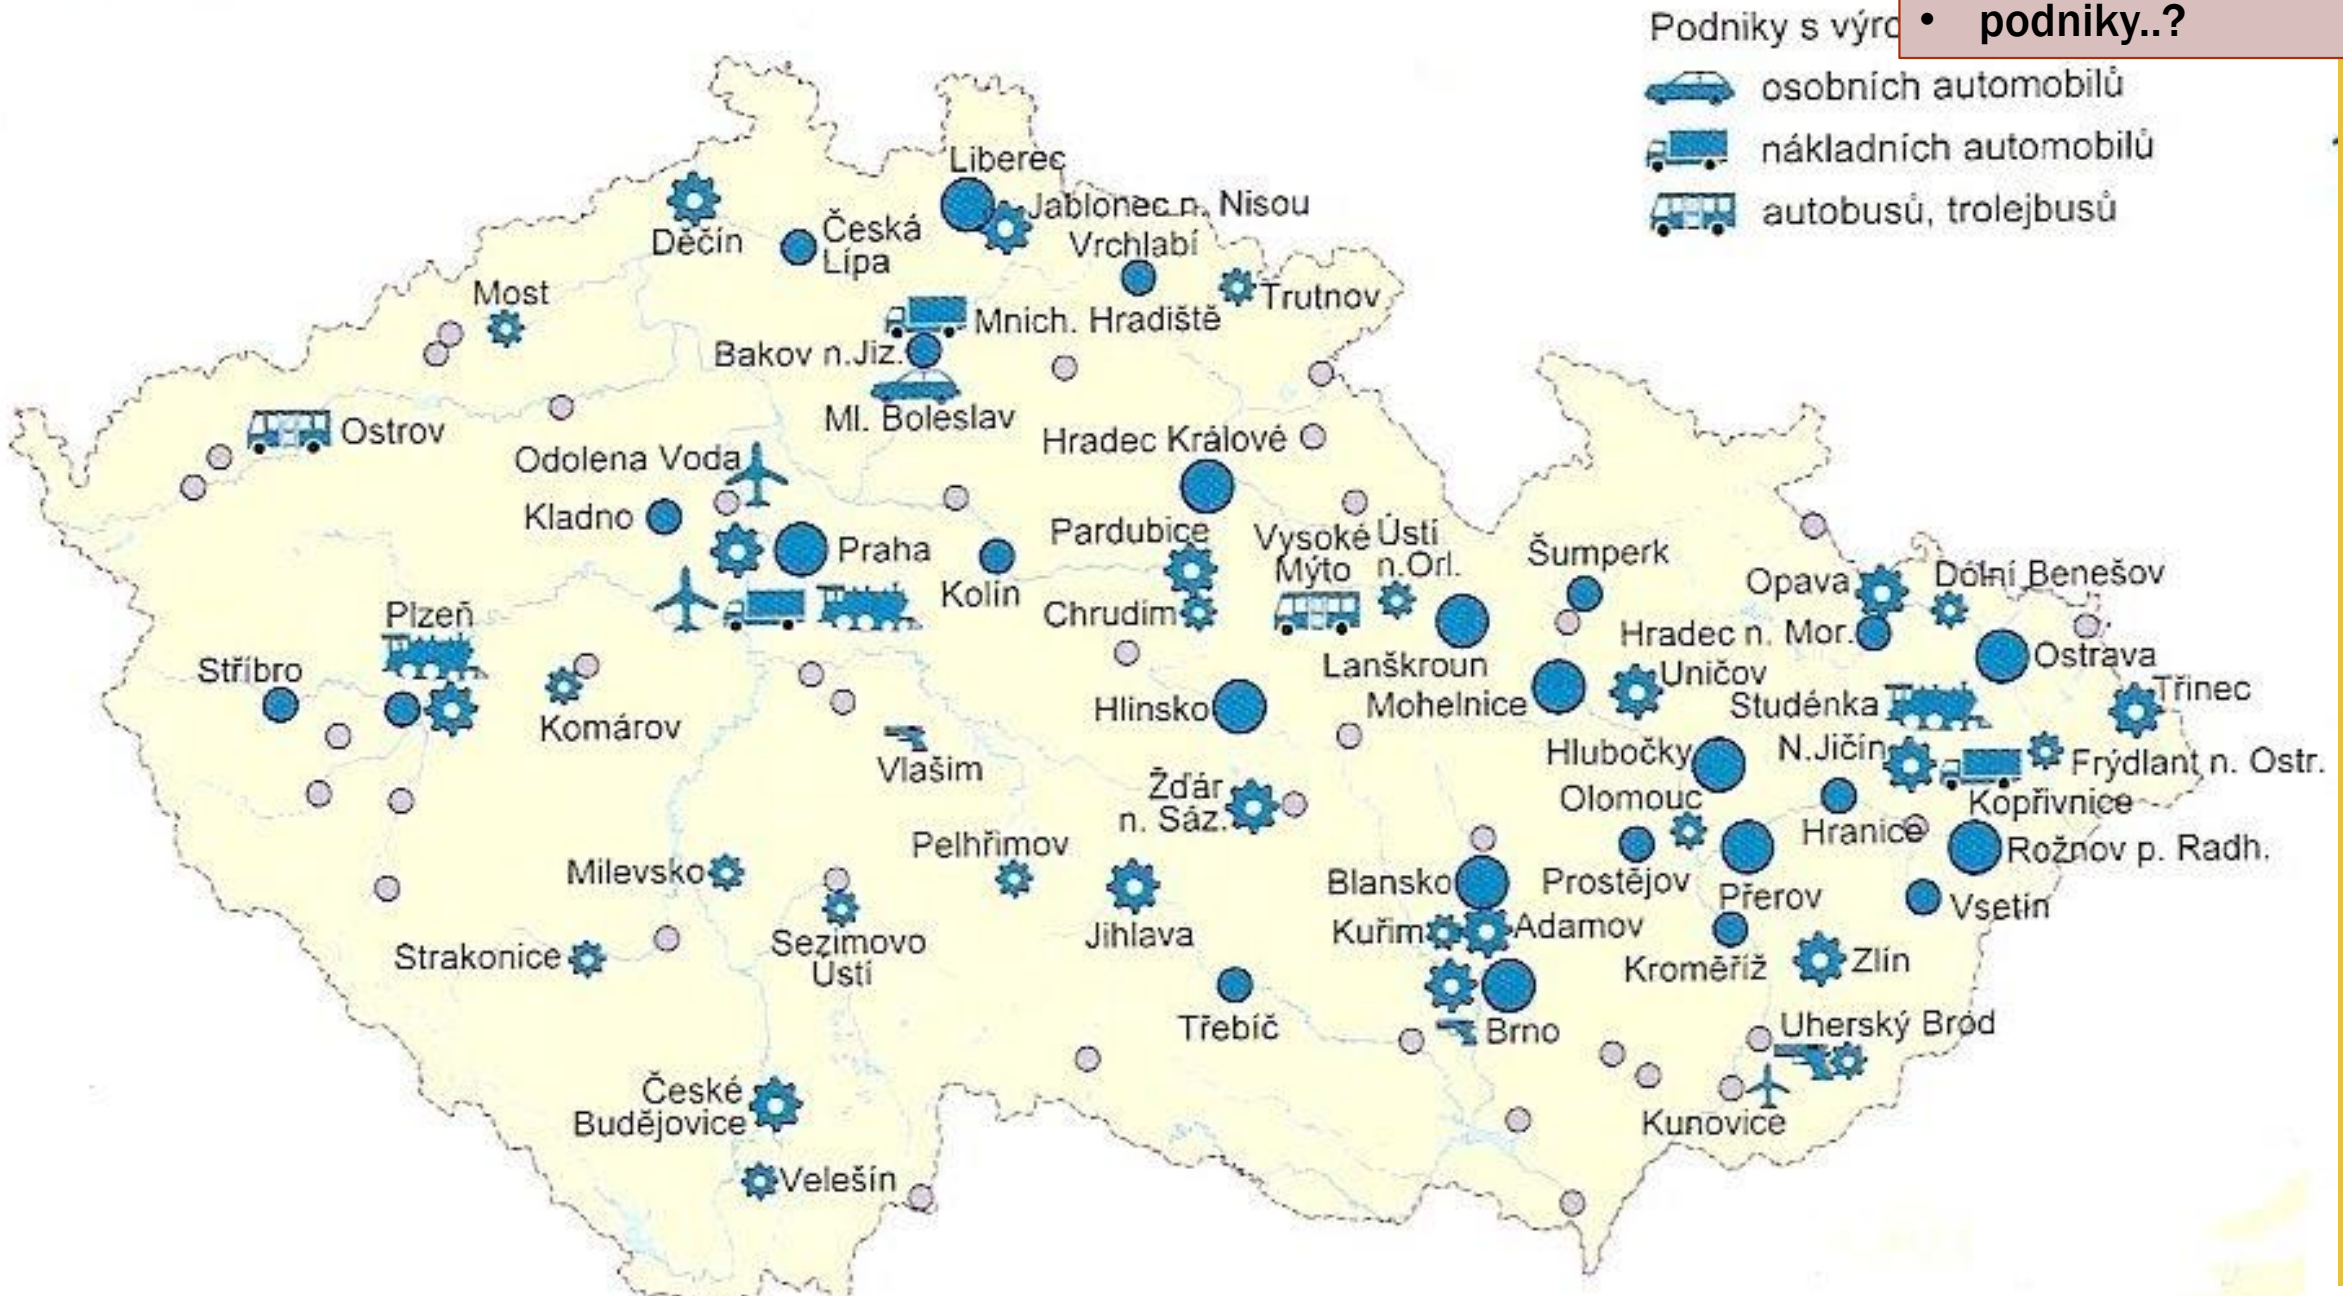 Podniky s výro
• podniky..?
osobních automobilů
nákladních automobilů
autobusů, trolejbusů
Liberec
Jablonec n. Nisou
Děčín
Česká
Lípa
Vrchlabí
Trutnov
Most
Mnich. Hradiště
Bakov n.Jiz.
Ml. Boleslav
Ostrov
Hradec Králové
Odolena Voda
Kladno
Praha
Kolín
Pardubice
Chrudim
Vysoké
Mýto
Ústí
n.Orl.
Šumperk
Opava
Dolní Benešov
Hradec n. Mor.
Ostrava
Plzeň
Stříbro
Komárov
Vlašim
Lanškroun
Hlinsko
Mohelnice
Uničov
Studénka
Třinec
Hlubočky
N.Jičín
Frýdlant n. Ostr.
Kopřivnice
Olomouc
Hranice
Rožnov p. Radh.
Žďár
n. Sáz.
Pelhřimov
Milevsko
Jihlava
Blansko
Prostějov
Přerov
Vsetín
Strakonice
Sezimovo
Ústí
Kuřim
Adamov
Kroměříž
Zlín
Třebíč
Brno
Uherský Brod
Kunovice
České
Budějovice
Velešín